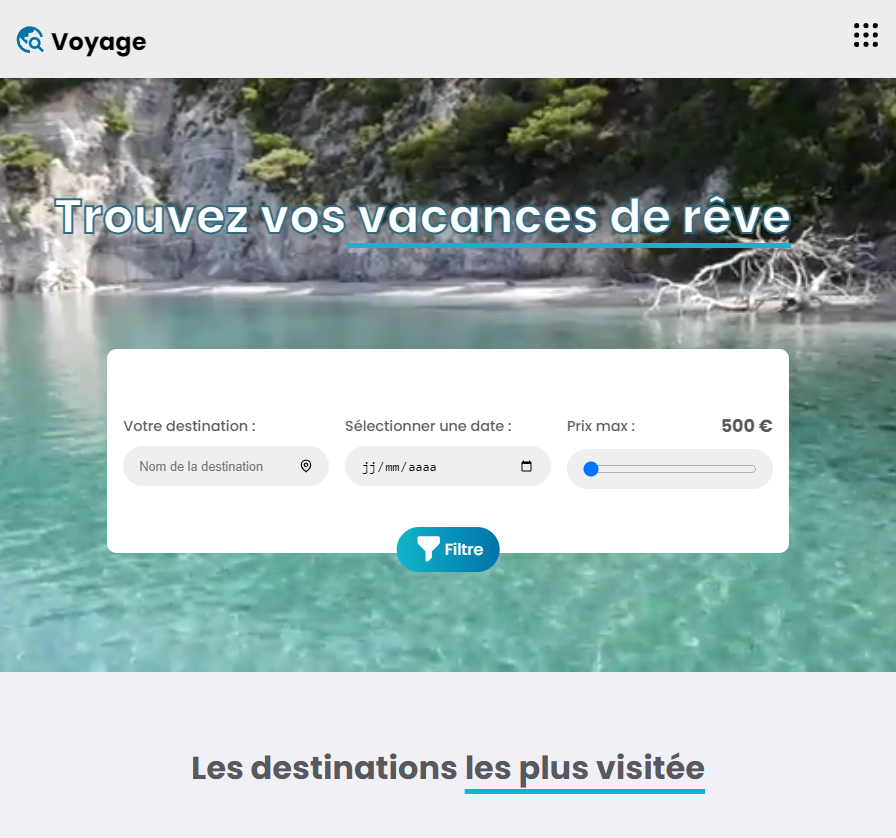 Voyage
Trouvez vos vacances de rêve
Votre destination :
Sélectionner une date :
Prix max :
500 €
Nom de la destination
jj/mm/aaaa
Filtre
Les destinations les plus visitée